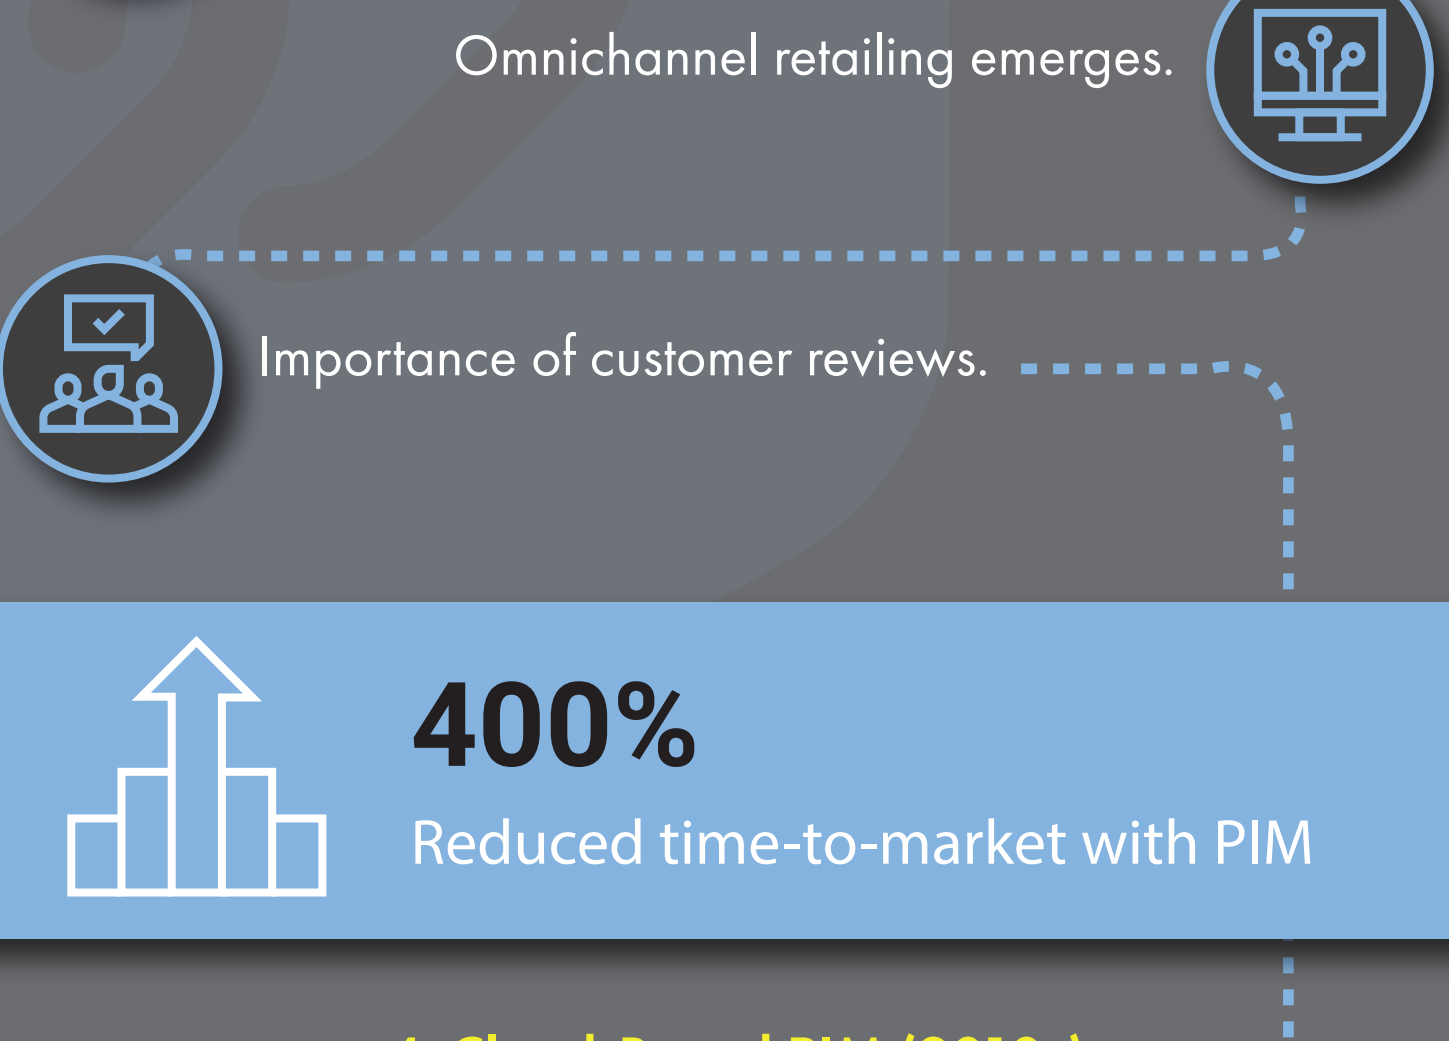 Omnichannel retailing emerges.
Importance of customer reviews.
400%
Reduced time-to-market with PIM